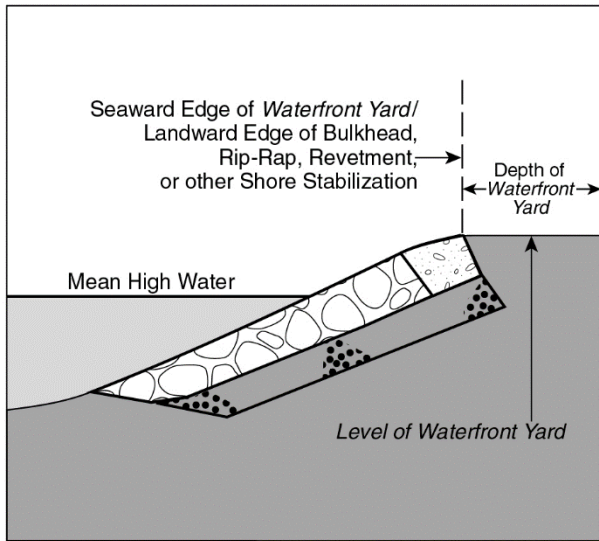 Seaward Edge of Waterfront Yard/
Landward Edge of Bulkhead,
Rip-Rap, Revetment,
or other Shore Stabilization
Depth of
Waterfront
Yard
Mean High Water
Level of Waterfront Yard